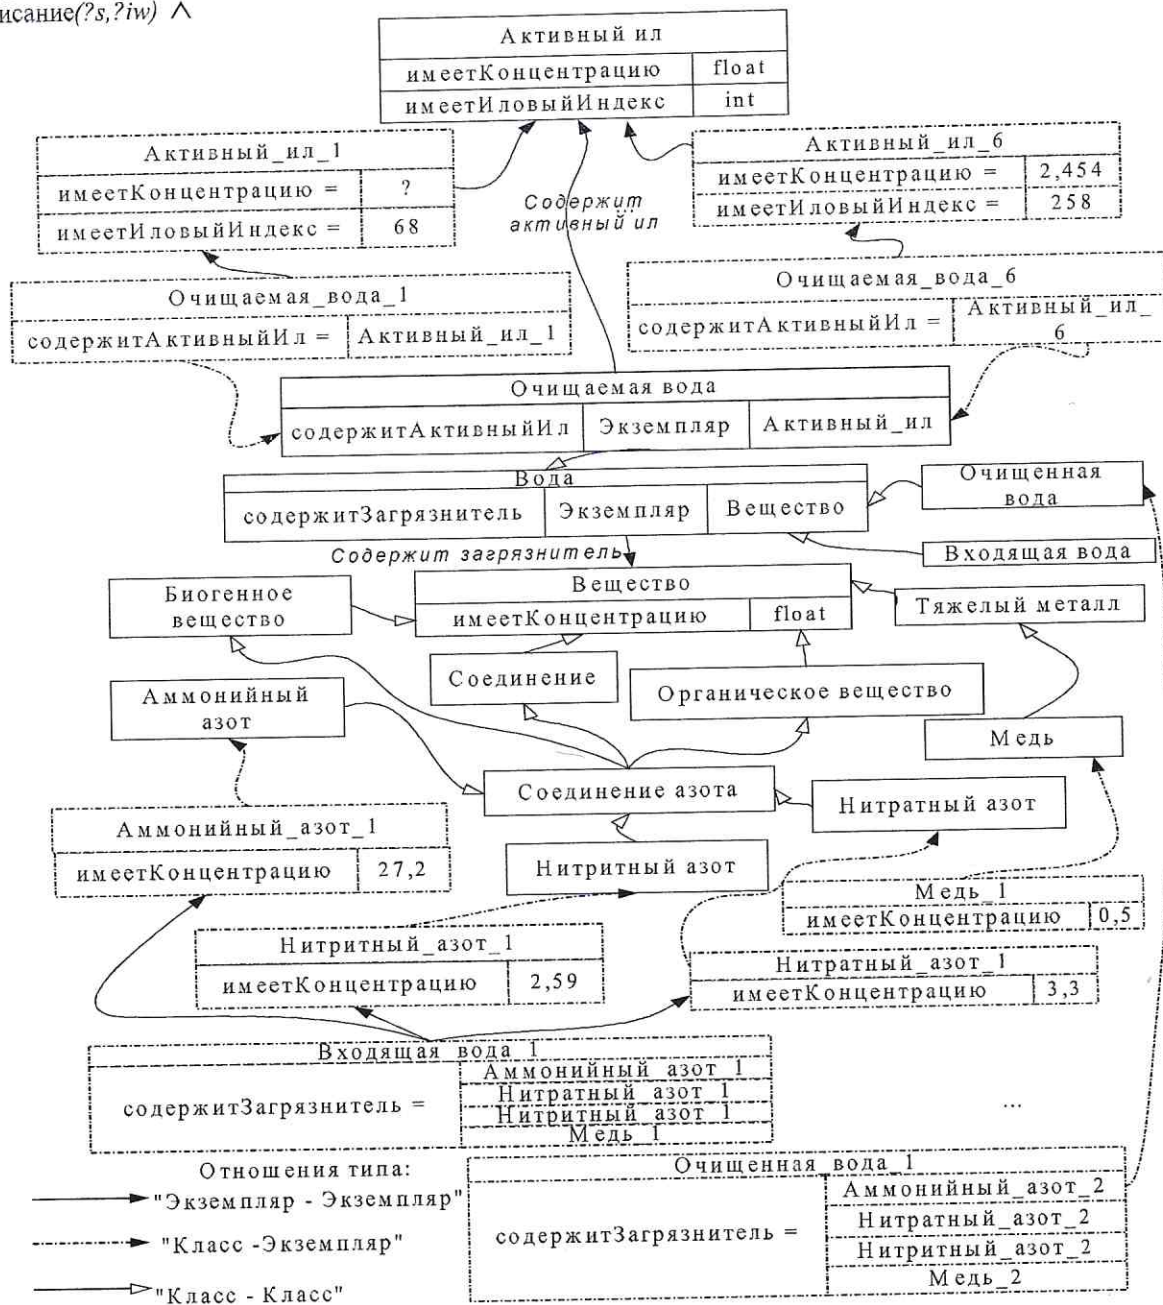 исание(?s,?iw) ∧
Активный ил
имеетКонцентрацию float
имеетИловыйИндекс int
Активный_ил_1
имеетКонцентрацию = ?
имеетИловыйИндекс = 68
Активный_ил_6
имеетКонцентрацию = 2,454
имеетИловыйИндекс = 258
Содержит
активный ил
Очищаемая_вода_1
содержитАктивныйИл = Активный_ил_1
Очищаемая_вода_6
содержитАктивныйИл = Активный_ил_
6
Очищаемая вода
содержитАктивныйИл Экземпляр Активный_ил
Вода
содержитЗагрязнитель Экземпляр Вещество
Очищенная
вода
Входящая вода
Содержит загрязнитель
Биогенное
вещество
Вещество
имеетКонцентрацию float
Тяжелый металл
Соединение
Органическое вещество
Аммонийный
азот
Медь
Соединение азота
Нитратный азот
Аммонийный_азот_1
имеетКонцентрацию 27,2
Нитритный азот
Медь_1
имеетКонцентрацию 0,5
Нитритный_азот_1
имеетКонцентрацию 2,59
Нитратный_азот_1
имеетКонцентрацию 3,3
Входящая_вода_1
содержитЗагрязнитель =
Аммонийный_азот_1
Нитратный_азот_1
Нитритный_азот_1
Медь_1
...
Отношения типа:
"Экземпляр - Экземпляр"
"Класс -Экземпляр"
"Класс - Класс"
Очищенная_вода_1
содержитЗагрязнитель =
Аммонийный_азот_2
Нитратный_азот_2
Нитритный_азот_2
Медь_2